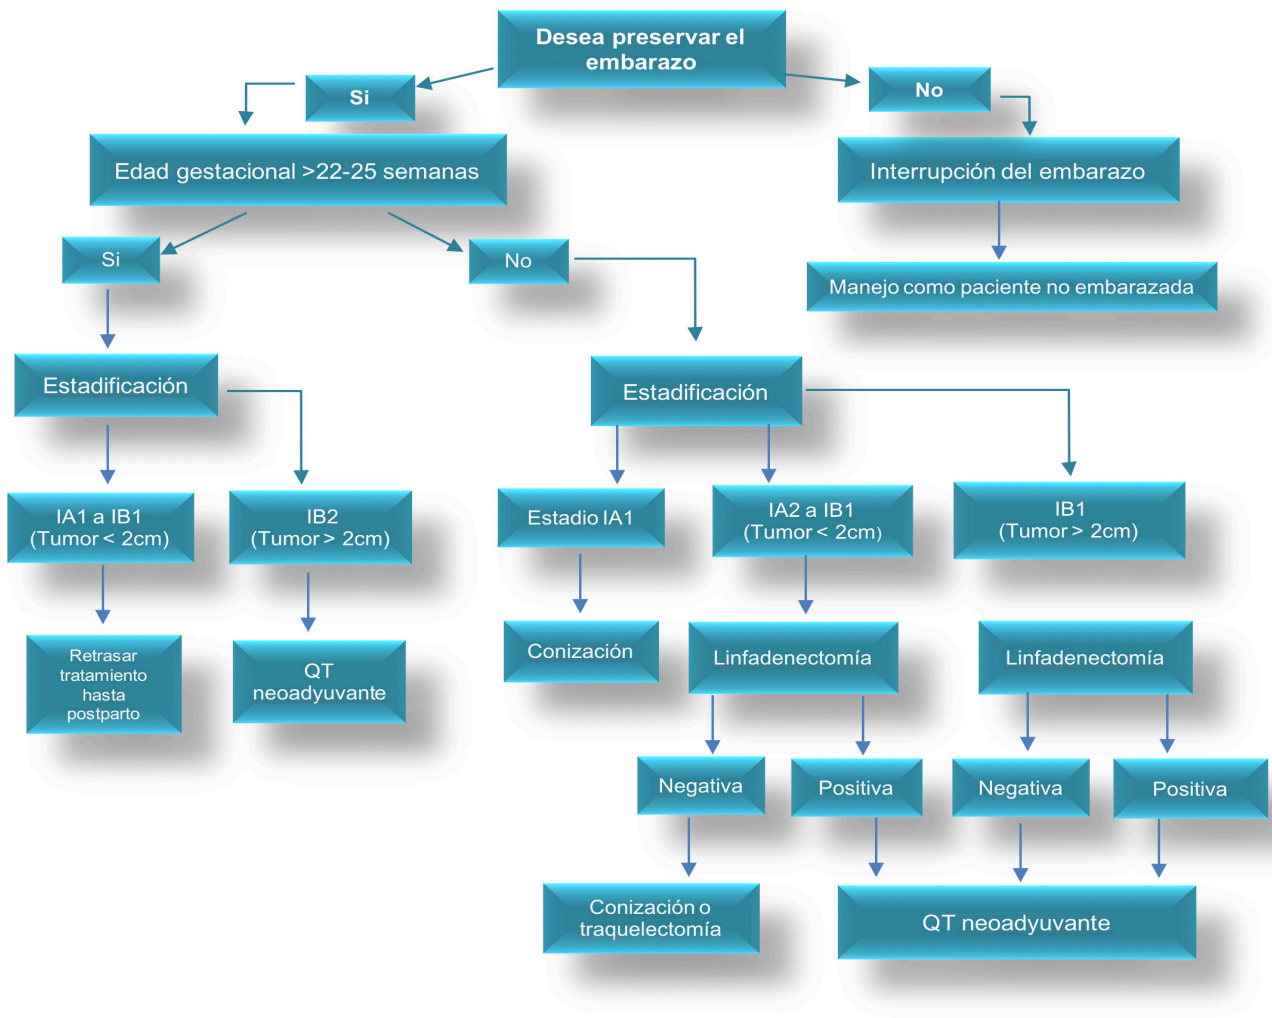 Desea preservar el
embarazo
Si
No
Edad gestacional >22-25 semanas
Interrupción del embarazo
Si
No
Manejo como paciente no embarazada
Estadificación
Estadificación
IA1 a IB1
(Tumor < 2cm)
IB2
(Tumor > 2cm)
Estadio IA1
IA2 a IB1
(Tumor < 2cm)
IB1
(Tumor > 2cm)
Retrasar
tratamiento
hasta
postparto
QT
neoadyuvante
Conización
Linfadenectomía
Linfadenectomía
Negativa
Positiva
Negativa
Positiva
Conización o
traquelectomía
QT neoadyuvante